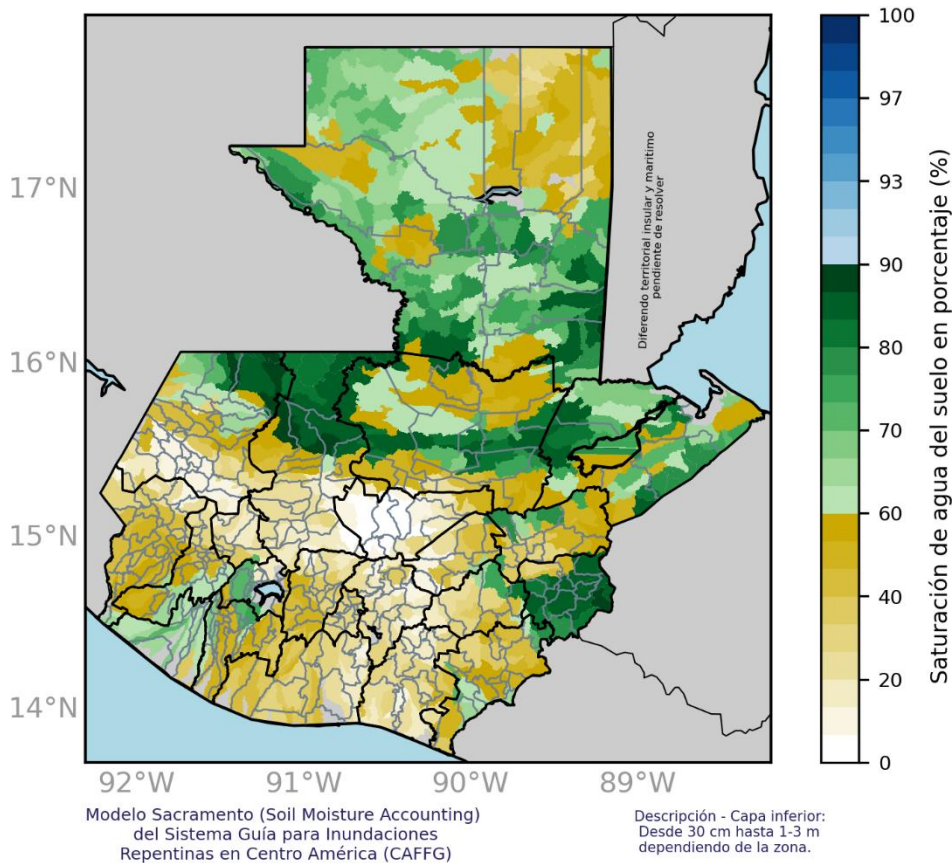 100
97
93
90
80
70
60
40
20
0
Saturación de agua del suelo en porcentaje (%)
17°N
16°N
15°N
14°N
92°W
91°W
90°W
89°W
Diferendo territorial insular y maritimo
pendiente de resolver
Modelo Sacramento (Soil Moisture Accounting)
del Sistema Guía para Inundaciones
Repentinas en Centro América (CAFFG)
Descripción - Capa inferior:
Desde 30 cm hasta 1-3 m
dependiendo de la zona.